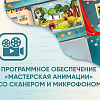 ПРОГРАММНОЕ ОБЕСПЕЧЕНИЕ
«МАСТЕРСКАЯ АНИМАЦИИ»
СО СКАНЕРОМ И МИКРОФОНОМ